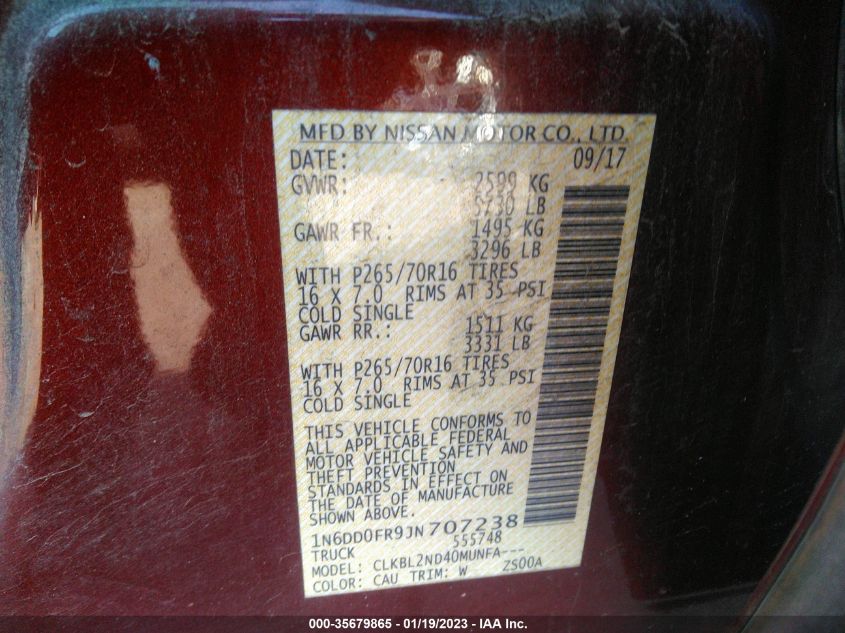 MFD BY NISSAN MOTOR CO., LTD.
DATE: 09/17
GVWR: 2599 KG
5730 LB
GAWR FR.: 1495 KG
3296 LB
WITH P265/70R16 TIRES
16 X 7.0 RIMS AT 35 PSI
COLD SINGLE
GAWR RR.: 1511 KG
3331 LB
WITH P265/70R16 TIRES
16 X 7.0 RIMS AT 35 PSI
COLD SINGLE
THIS VEHICLE CONFORMS TO
ALL APPLICABLE FEDERAL
MOTOR VEHICLE SAFETY AND
THEFT PREVENTION
STANDARDS IN EFFECT ON
THE DATE OF MANUFACTURE
SHOWN ABOVE.
1N6DD0FR9JN707238
TRUCK 555748
MODEL: CLKBL2ND40MUNFA---
COLOR: CAU TRIM: W ZS00A
000-35679865 - 01/19/2023 - IAA Inc.